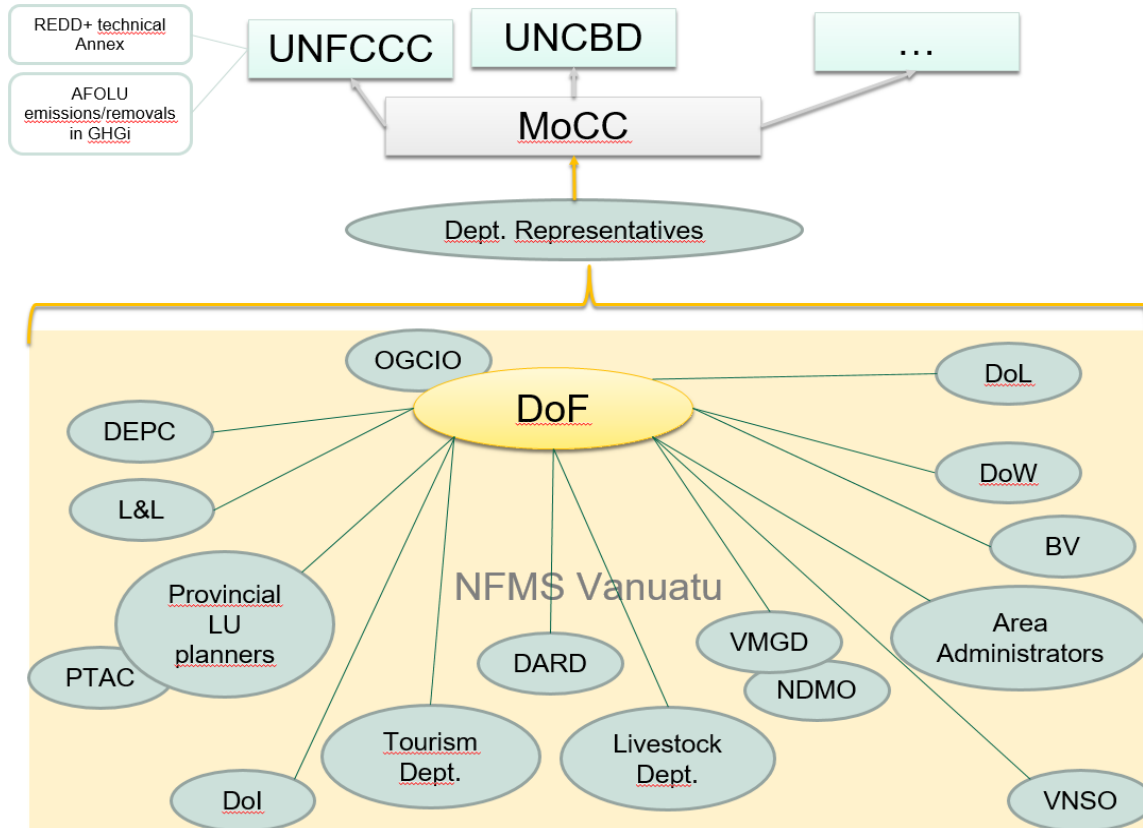 REDD+ technical
Annex
UNFCCC
UNCBD
...
AFOLU
emissions/removals
in GHGi
MoCC
Dept. Representatives
OGCIO
DoL
DoF
DEPC
DoW
L&L
BV
NFMS Vanuatu
Provincial
LU
planners
Area
Administrators
VMGD
DARD
PTAC
NDMO
Tourism
Dept.
Livestock
Dept.
DoI
VNSO